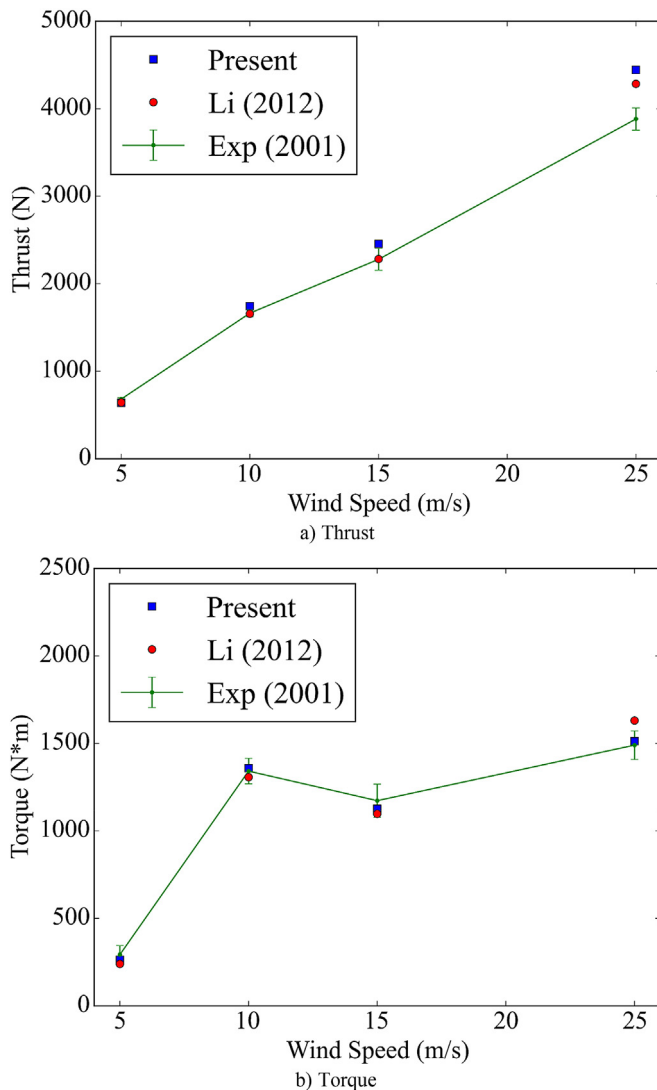 5000
4000
3000
2000
1000
0
Thrust (N)
Present
Li (2012)
Exp (2001)
5 10 15 20 25
Wind Speed (m/s)
a) Thrust
2500
2000
1500
1000
500
0
Torque (N*m)
Present
Li (2012)
Exp (2001)
5 10 15 20 25
Wind Speed (m/s)
b) Torque